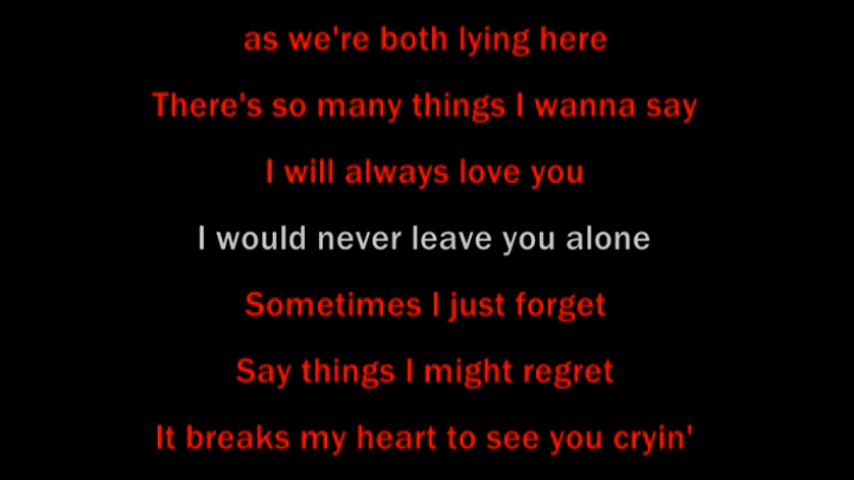 as we're both lying here
There's so many things I wanna say
I will always love you
I would never leave you alone
Sometimes I just forget
Say things I might regret
It breaks my heart to see you cryin'